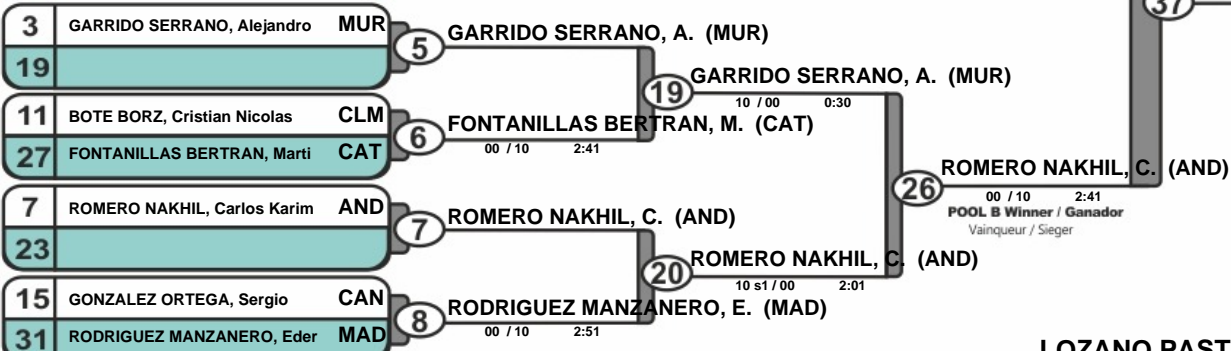 37
3 GARRIDO SERRANO, Alejandro MUR
19
5 GARRIDO SERRANO, A. (MUR)
19 GARRIDO SERRANO, A. (MUR)
10 / 00 0:30
11 BOTE BORZ, Cristian Nicolas CLM
27 FONTANILLAS BERTRAN, Marti CAT
6 FONTANILLAS BERTRAN, M. (CAT)
00 / 10 2:41
26 ROMERO NAKHIL, C. (AND)
00 / 10 2:41
POOL B Winner / Ganador
Vainqueur / Sieger
7 ROMERO NAKHIL, Carlos Karim AND
23
7 ROMERO NAKHIL, C. (AND)
20 ROMERO NAKHIL, C. (AND)
10 s1 / 00 2:01
15 GONZALEZ ORTEGA, Sergio CAN
31 RODRIGUEZ MANZANERO, Eder MAD
8 RODRIGUEZ MANZANERO, E. (MAD)
00 / 10 2:51
LOZANO PAST